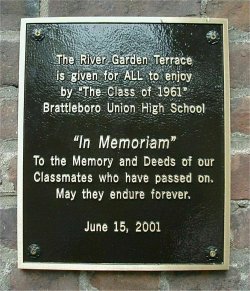 The River Garden Terrace
is given for ALL to enjoy
by "The Class of 1961"
Brattleboro Union High School
"In Memoriam"
To the Memory and Deeds of our
Classmates who have passed on.
May they endure forever.
June 15, 2001